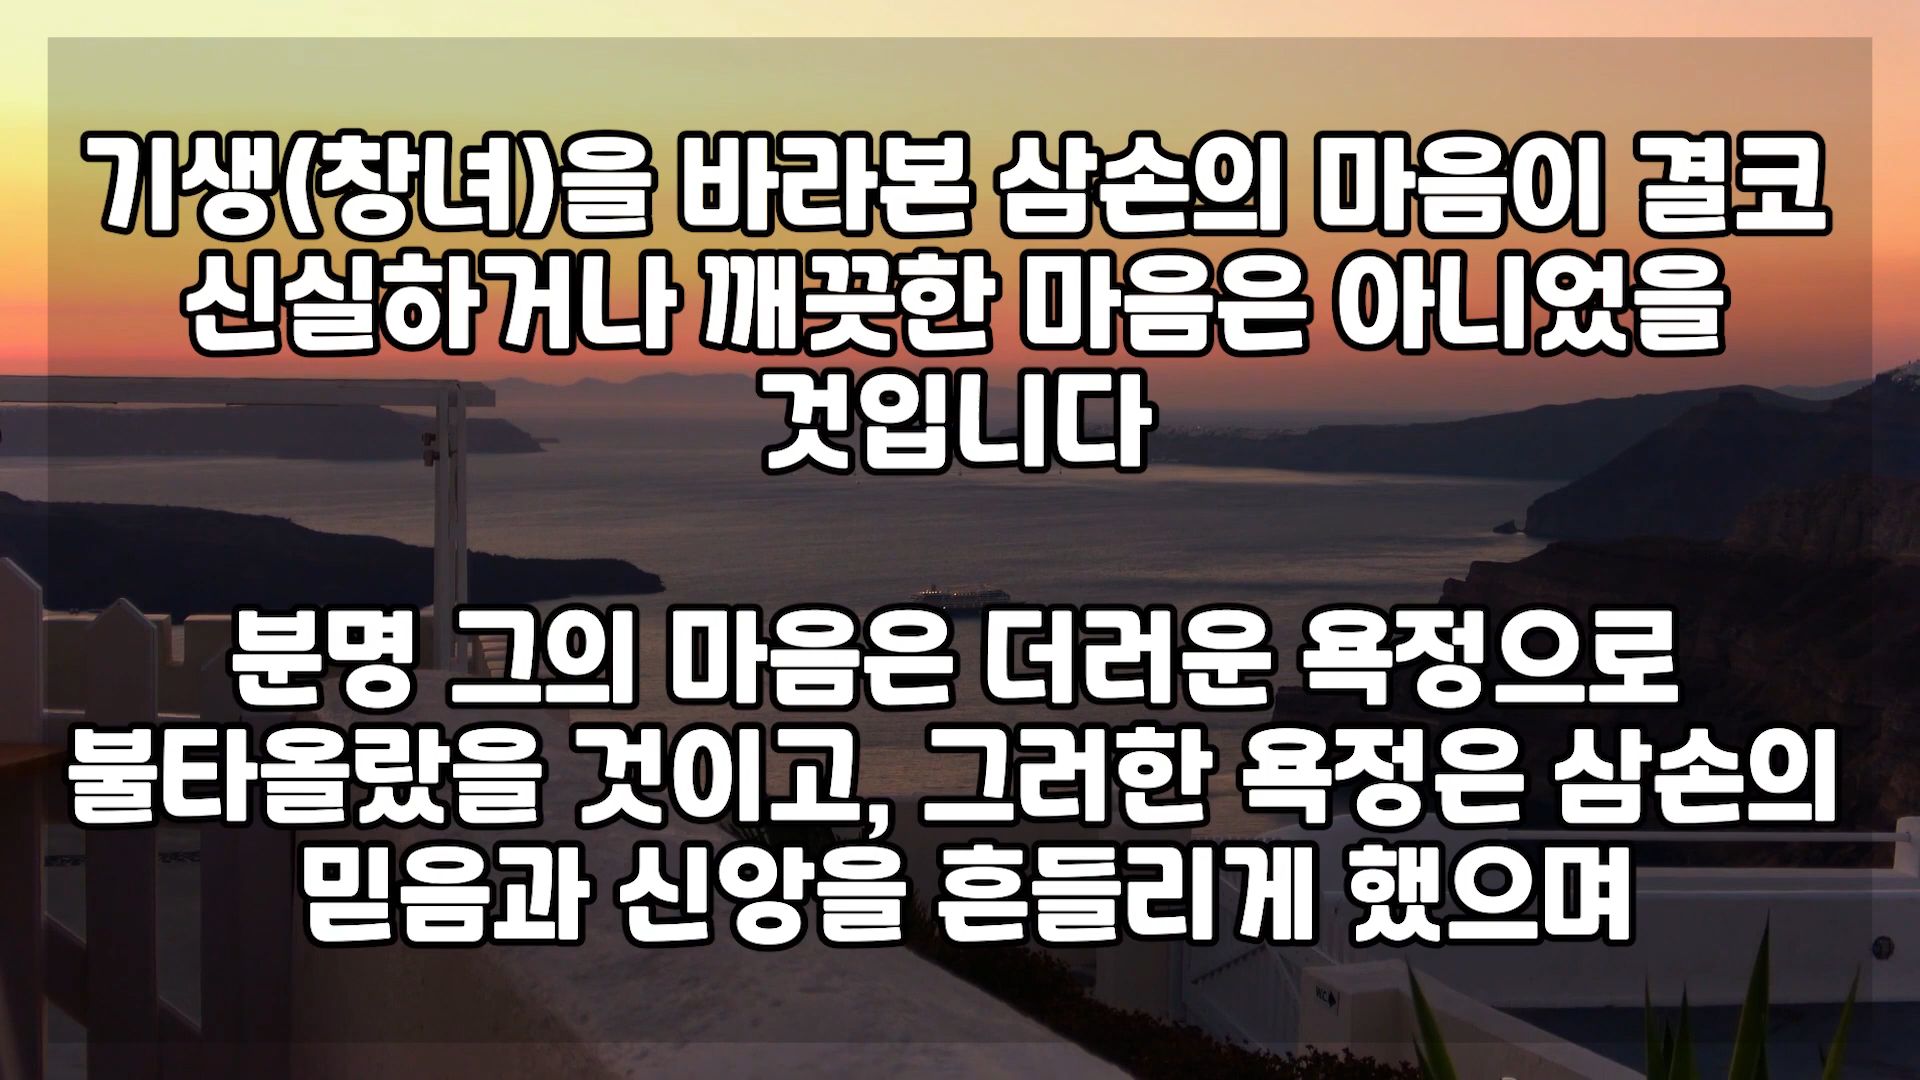 기생(창녀)을 바라본 삼손의 마음이 결코
신실하거나 깨끗한 마음은 아니었을
것입니다
분명 그의 마음은 더러운 욕정으로
불타올랐을 것이고, 그러한 욕정은 삼손의
믿음과 신앙을 흔들리게 했으며
W.C